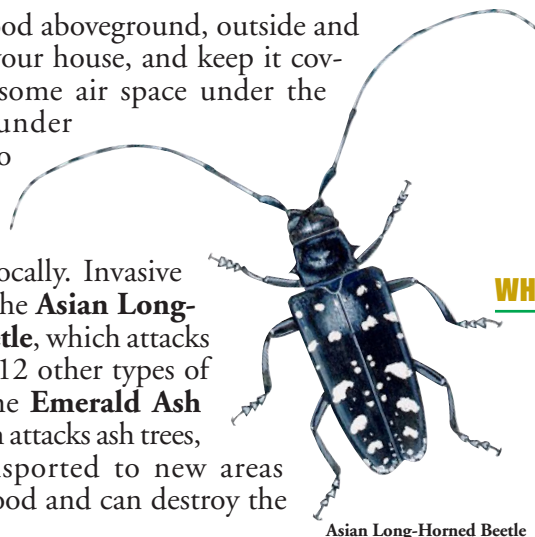 od aboveground, outside and
your house, and keep it cov-
some air space under the
under
ocally. Invasive
he Asian Long-
tle, which attacks
12 other types of
ne Emerald Ash
attacks ash trees,
sported to new areas
ood and can destroy the
WH
Asian Long-Horned Beetle